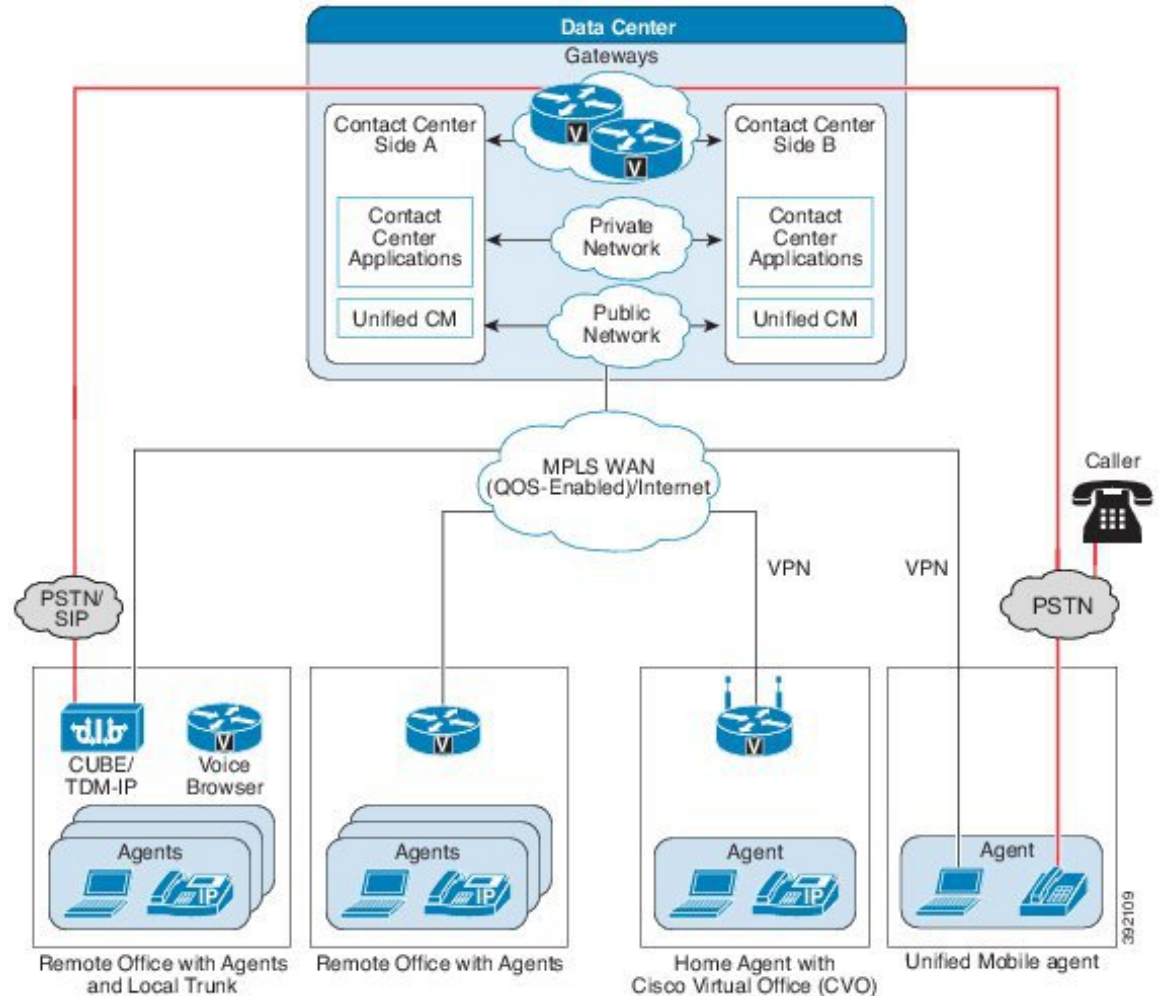 Data Center
Gateways
Contact Center
Side A
V
V
Contact Center
Side B
Contact
Center
Applications
Private
Network
Contact
Center
Applications
Unified CM
Public
Network
Unified CM
MPLS WAN
(QOS-Enabled)/Internet
Caller
VPN
VPN
PSTN/
SIP
PSTN
CUBE/
TDM-IP
V
Voice
Browser
V
V
Agents
IP
Agents
IP
Agent
IP
Agent
Remote Office with Agents
and Local Trunk
Remote Office with Agents
Home Agent with
Cisco Virtual Office (CVO)
Unified Mobile agent
392109